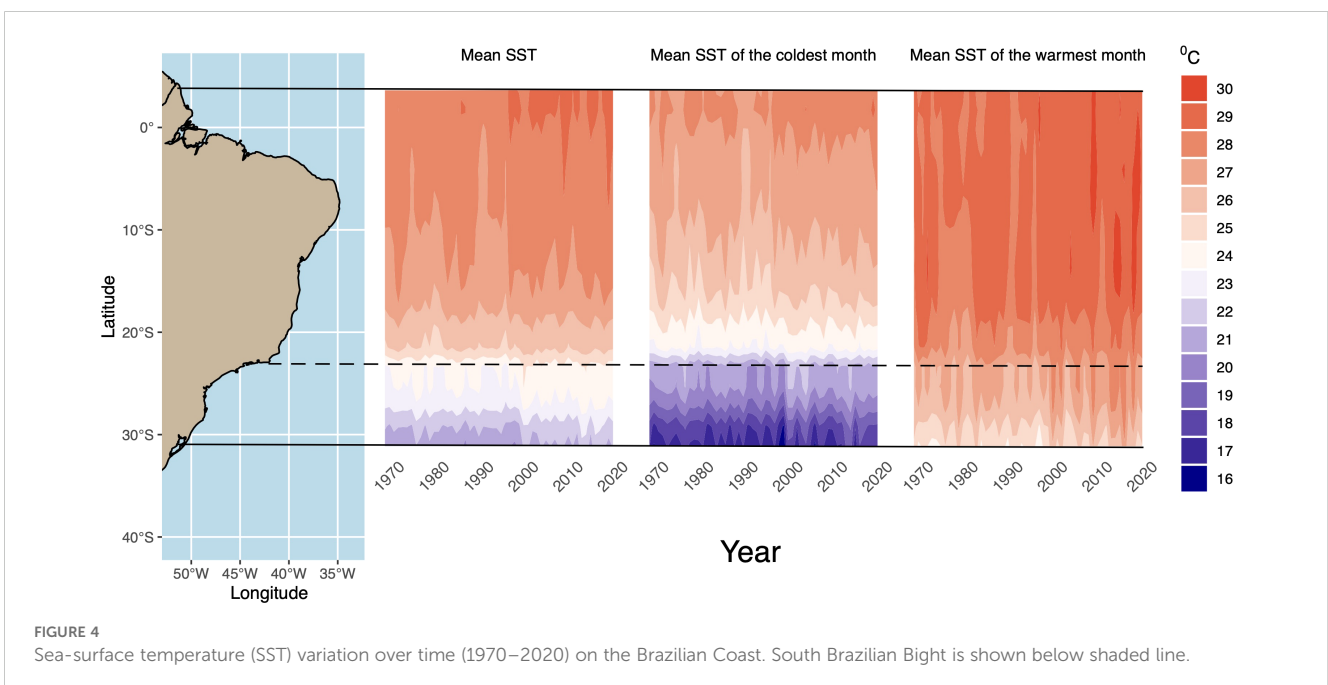 Mean SST
Mean SST of the coldest month
Mean SST of the warmest month
⁰C
30
29
28
27
26
25
24
23
22
21
20
19
18
17
16
Latitude
0°
10°S
20°S
30°S
40°S
1970 1980 1990 2000 2010 2020
1970 1980 1990 2000 2010 2020
1970 1980 1990 2000 2010 2020
50°W 45°W 40°W 35°W
Longitude
Year
FIGURE 4
Sea-surface temperature (SST) variation over time (1970–2020) on the Brazilian Coast. South Brazilian Bight is shown below shaded line.